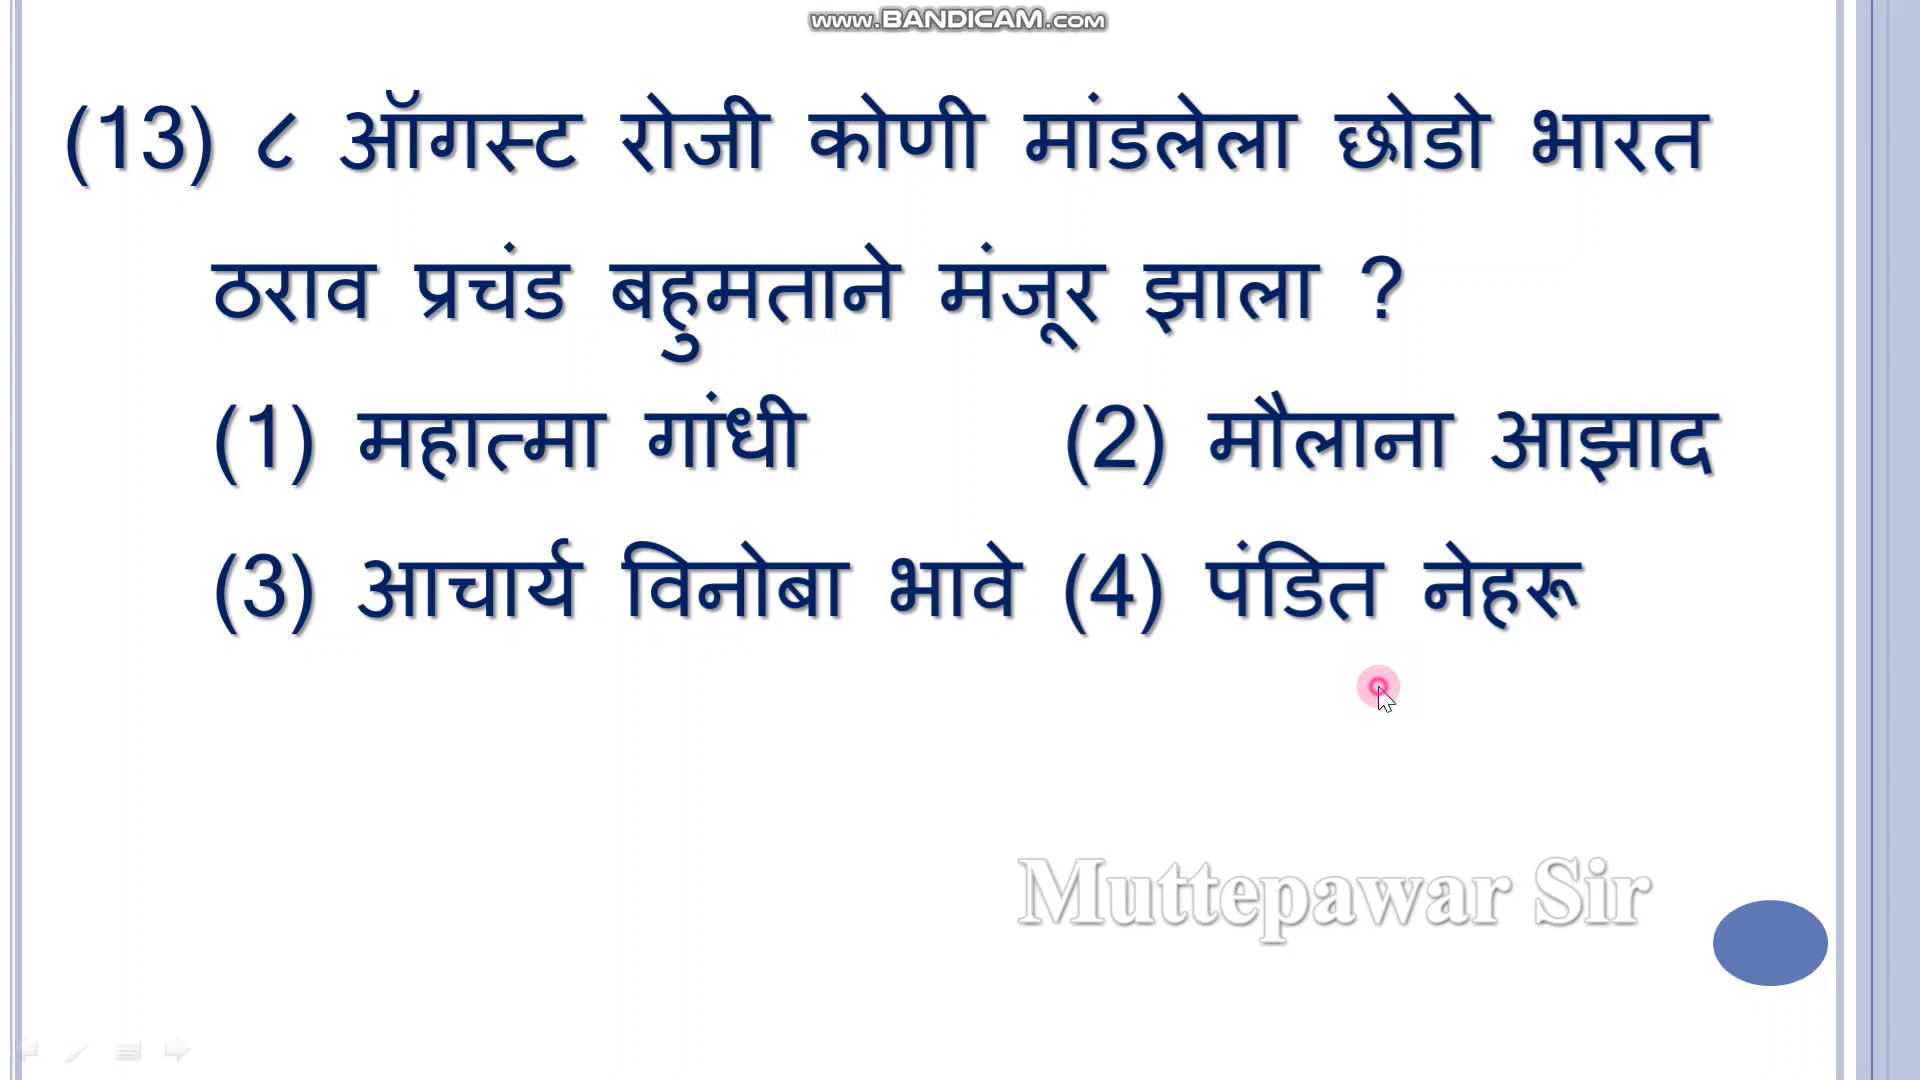 www.BANDICAM.com
(13) ८ ऑगस्ट रोजी कोणी मांडलेला छोडो भारत
ठराव प्रचंड बहुमताने मंजूर झाला ?
(1) महात्मा गांधी (2) मौलाना आझाद
(3) आचार्य विनोबा भावे (4) पंडित नेहरू
Muttepawar Sir